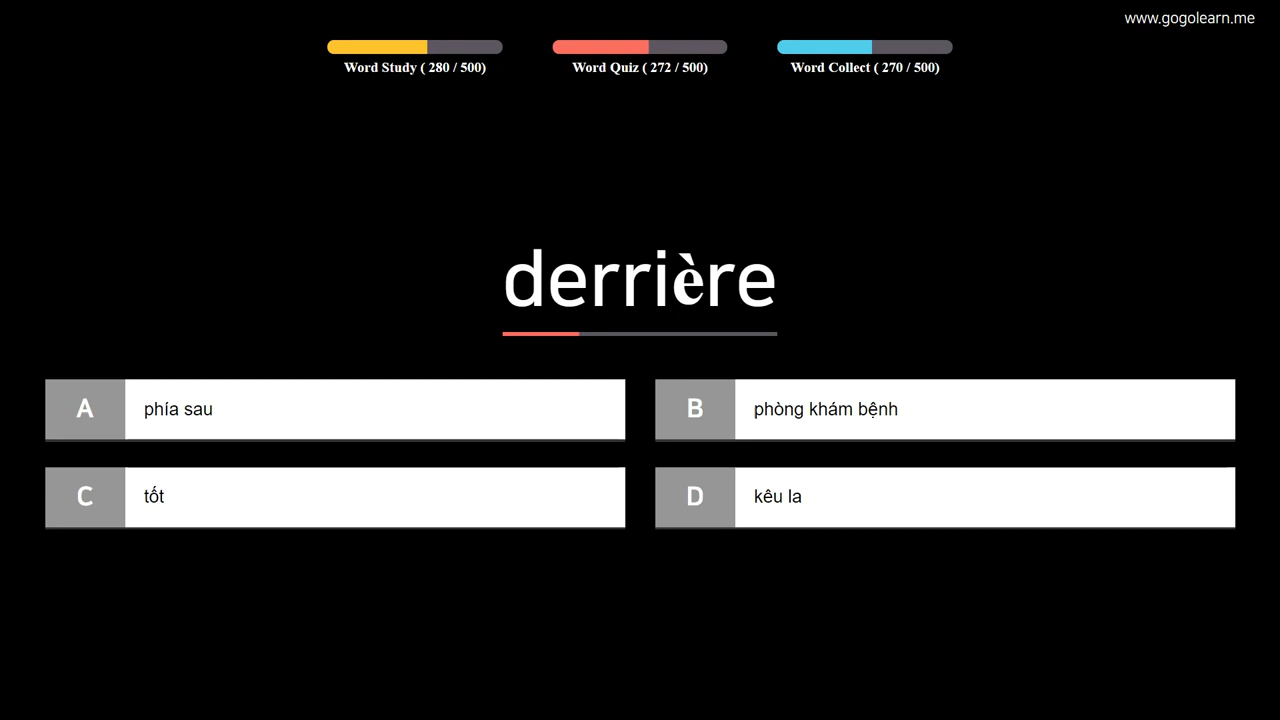 www.gogolearn.me
Word Study ( 280 / 500)
Word Quiz ( 272 / 500)
Word Collect ( 270 / 500)
derrière
A phía sau
B phòng khám bệnh
C tốt
D kêu la